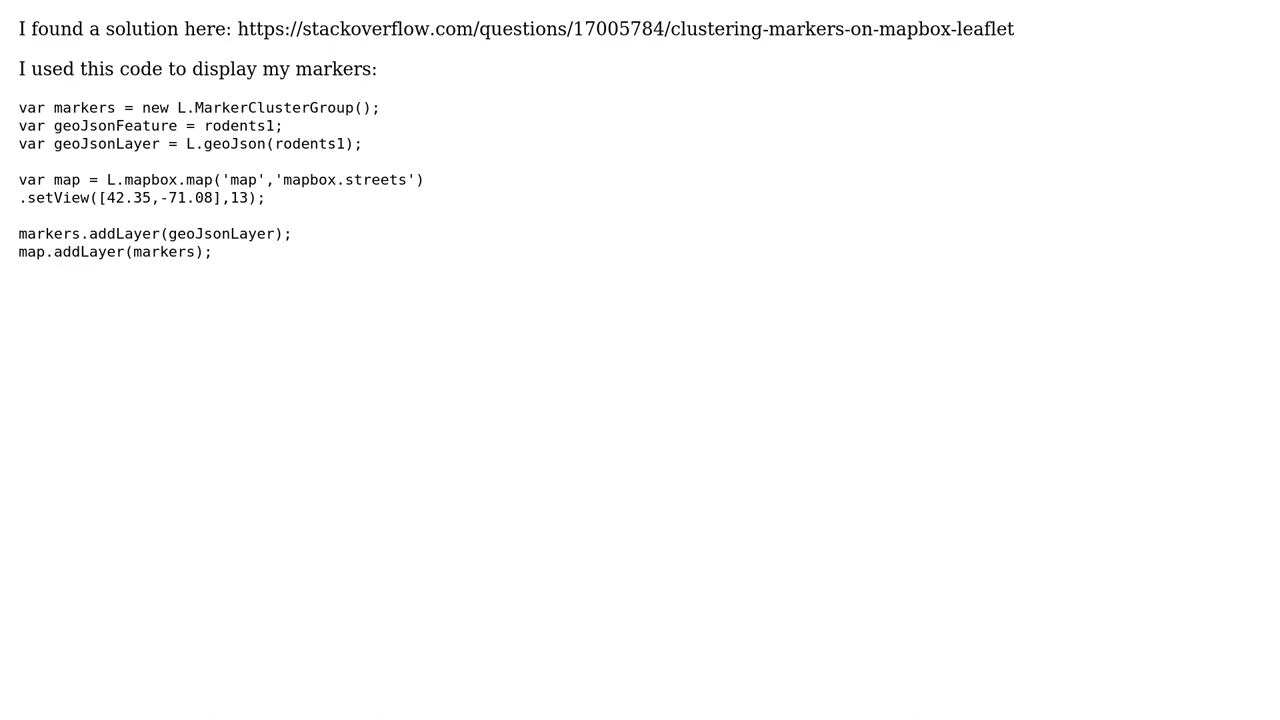 I found a solution here: https://stackoverflow.com/questions/17005784/clustering-markers-on-mapbox-leaflet
I used this code to display my markers:
var markers = new L.MarkerClusterGroup();
var geoJsonFeature = rodents1;
var geoJsonLayer = L.geoJson(rodents1);
var map = L.mapbox.map('map','mapbox.streets')
.setView([42.35,-71.08],13);
markers.addLayer(geoJsonLayer);
map.addLayer(markers);